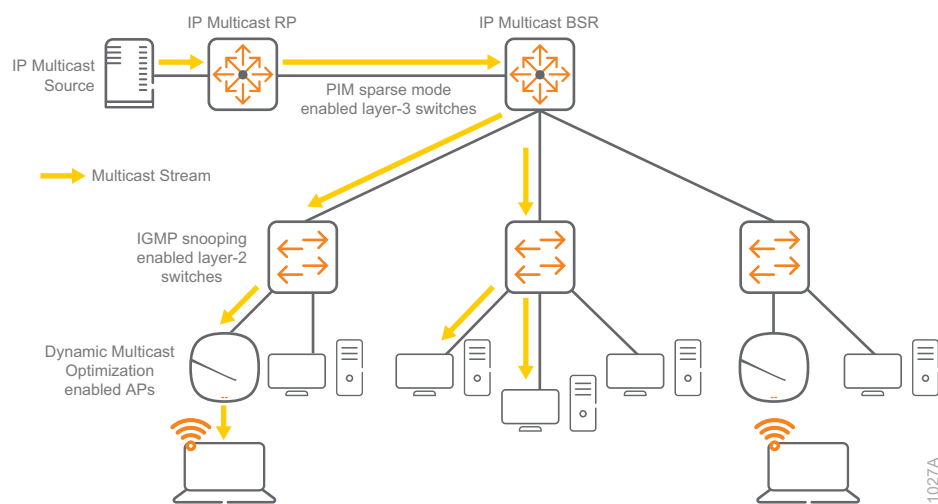 IP Multicast RP
IP Multicast BSR
IP Multicast
Source
PIM sparse mode
enabled layer-3 switches
Multicast Stream
IGMP snooping
enabled layer-2
switches
Dynamic Multicast
Optimization
enabled APs
1027A